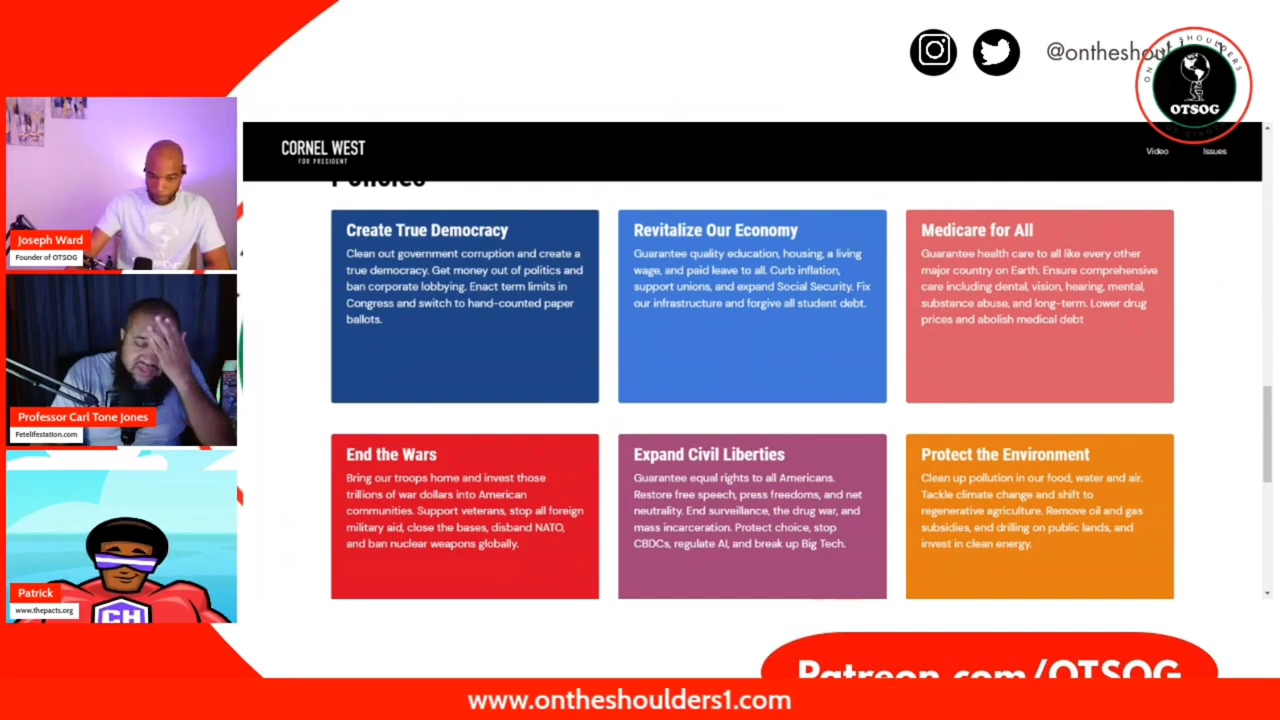 @ontheshoul
ON THE SHOULDERS
OTSOG
OF GIANTS
CORNEL WEST
FOR PRESIDENT
Video
Issues
Policies
Create True Democracy
Clean out government corruption and create a
true democracy. Get money out of politics and
ban corporate lobbying. Enact term limits in
Congress and switch to hand-counted paper
ballots.
Revitalize Our Economy
Guarantee quality education, housing, a living
wage, and paid leave to all. Curb inflation,
support unions, and expand Social Security. Fix
our infrastructure and forgive all student debt.
Medicare for All
Guarantee health care to all like every other
major country on Earth. Ensure comprehensive
care including dental, vision, hearing, mental,
substance abuse, and long-term. Lower drug
prices and abolish medical debt
End the Wars
Bring our troops home and invest those
trillions of war dollars into American
communities. Support veterans, stop all foreign
military aid, close the bases, disband NATO,
and ban nuclear weapons globally.
Expand Civil Liberties
Guarantee equal rights to all Americans.
Restore free speech, press freedoms, and net
neutrality. End surveillance, the drug war, and
mass incarceration. Protect choice, stop
CBDCs, regulate AI, and break up Big Tech.
Protect the Environment
Clean up pollution in our food, water and air.
Tackle climate change and shift to
regenerative agriculture. Remove oil and gas
subsidies, end drilling on public lands, and
invest in clean energy.
Joseph Ward
Founder of OTSOG
Professor Carl Tone Jones
Fetelifestation.com
Patrick
www.thepacts.org
CH
Patreon.com/OTSOG
www.ontheshoulders1.com